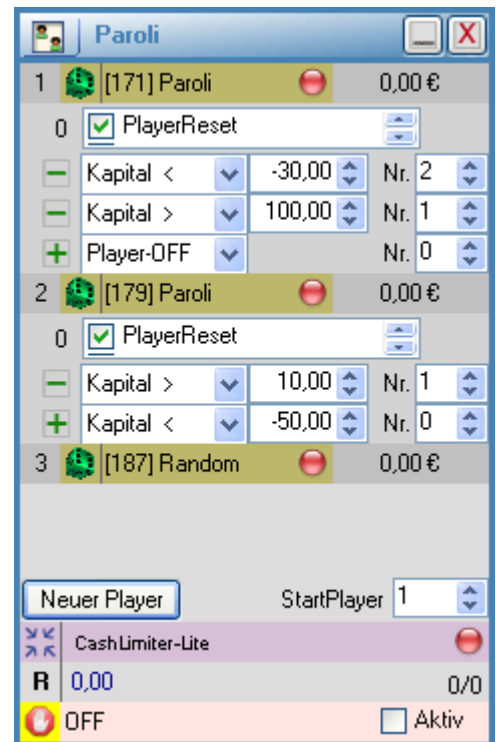 Paroli
1 [171] Paroli 0,00 €
0 PlayerReset
Kapital < -30,00 Nr. 2
Kapital > 100,00 Nr. 1
Player-OFF Nr. 0
2 [179] Paroli 0,00 €
0 PlayerReset
Kapital > 10,00 Nr. 1
Kapital < -50,00 Nr. 0
3 [187] Random 0,00 €
Neuer Player StartPlayer 1
CashLimiter-Lite
R 0,00 0/0
OFF Aktiv